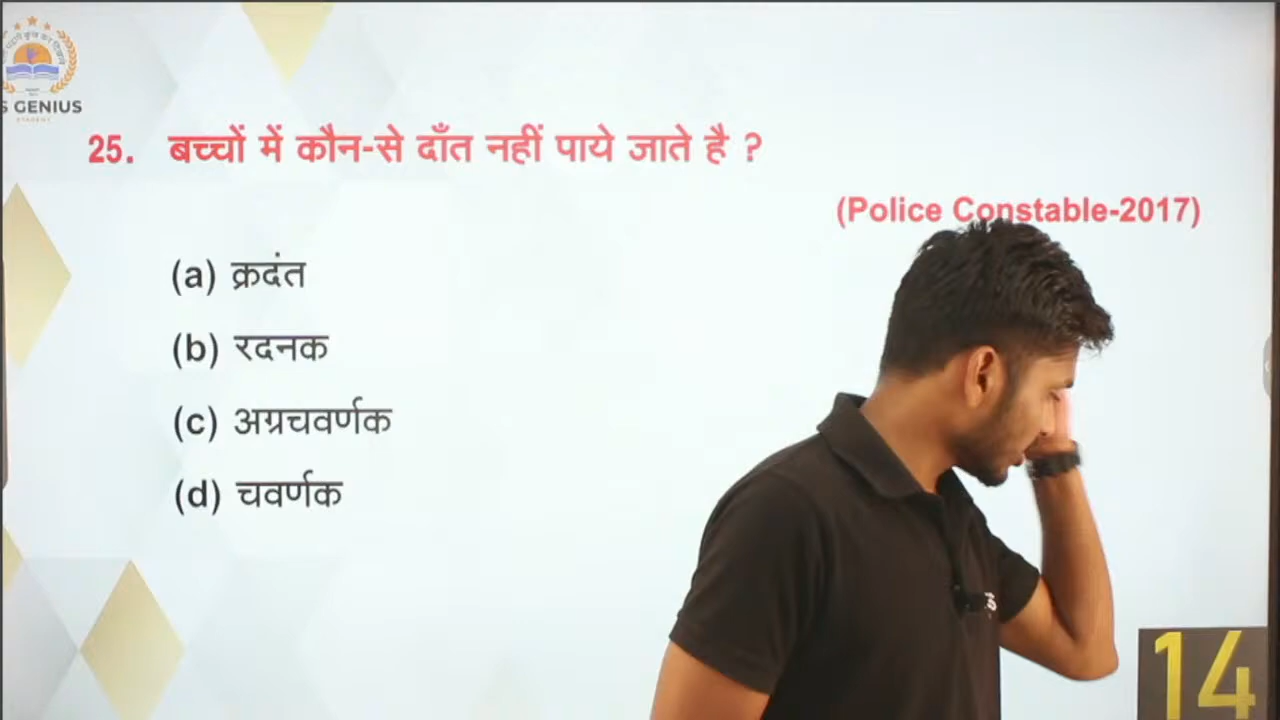 S GENIUS
25. बच्चों में कौन-से दाँत नहीं पाये जाते है ?
(Police Constable-2017)
(a) क्रदंत
(b) रदनक
(c) अग्रचवर्णक
(d) चवर्णक
14